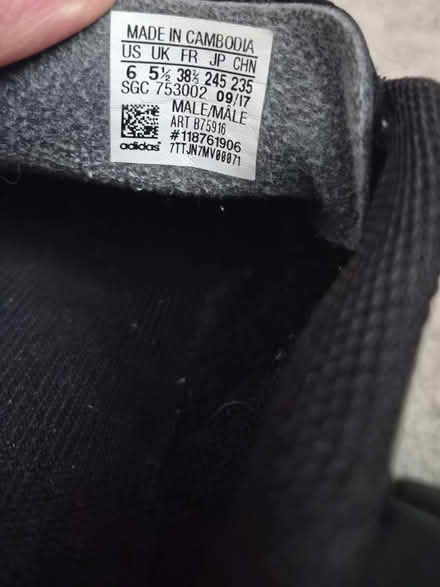 MADE IN CAMBODIA
US UK FR JP CHN
6 5½ 38⅔ 245 235
SGC 753002 09/17
MALE/MÂLE
ART B75916
#118761906
adidas® 7TTJN7MV00071